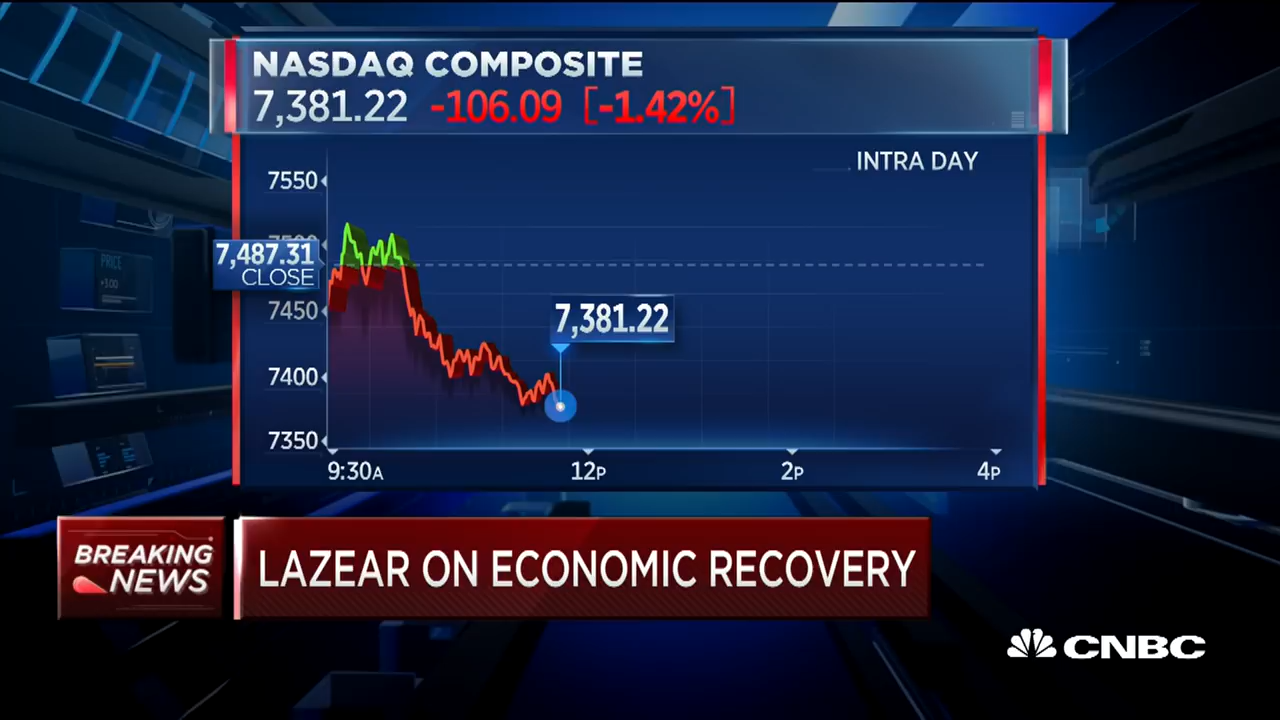 NASDAQ COMPOSITE
7,381.22 -106.09 [-1.42%]
INTRA DAY
7550
7,487.31
CLOSE
7450
7,381.22
7400
7350
9:30A 12P 2P 4P
BREAKING
NEWS
LAZEAR ON ECONOMIC RECOVERY
CNBC
PRICE